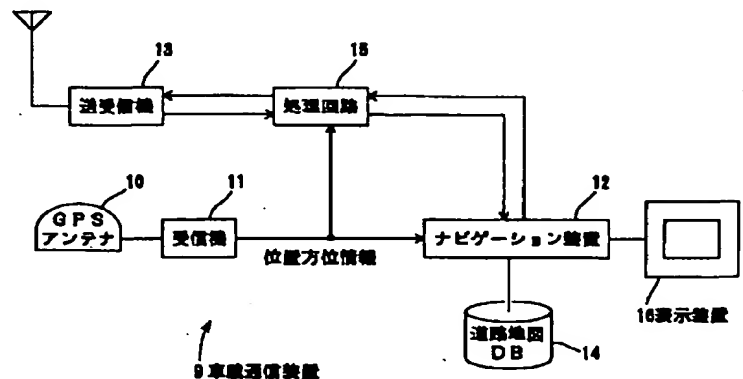 13
15
送受信機
処理回路
10
11
12
GPS
アンテナ
受信機
ナビゲーション装置
位置方位情報
道路地図
DB
14
16表示装置
9車載通信装置